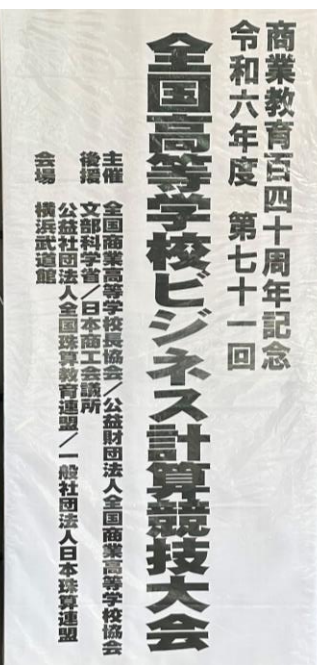 商業教育百四十周年記念
令和六年度 第七十一回
全国高等学校ビジネス計算競技大会
主催 全国商業高等学校長協会/公益財団法人全国商業高等学校協会
後援 文部科学省/日本商工会議所
公益社団法人全国珠算教育連盟/一般社団法人日本珠算連盟
会場 横浜武道館